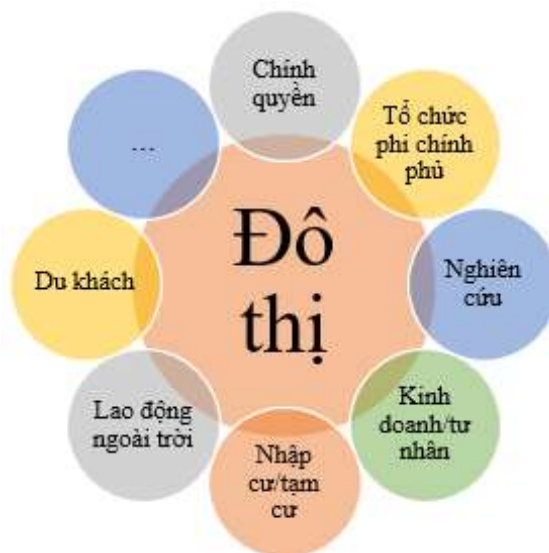 Chính
quyền
Tổ chức
phi chính
phủ
Nghiên
cứu
Kinh
doanh/tư
nhân
Nhập
cư/tạm
cư
Lao động
ngoài trời
Du khách
...
Đô
thị